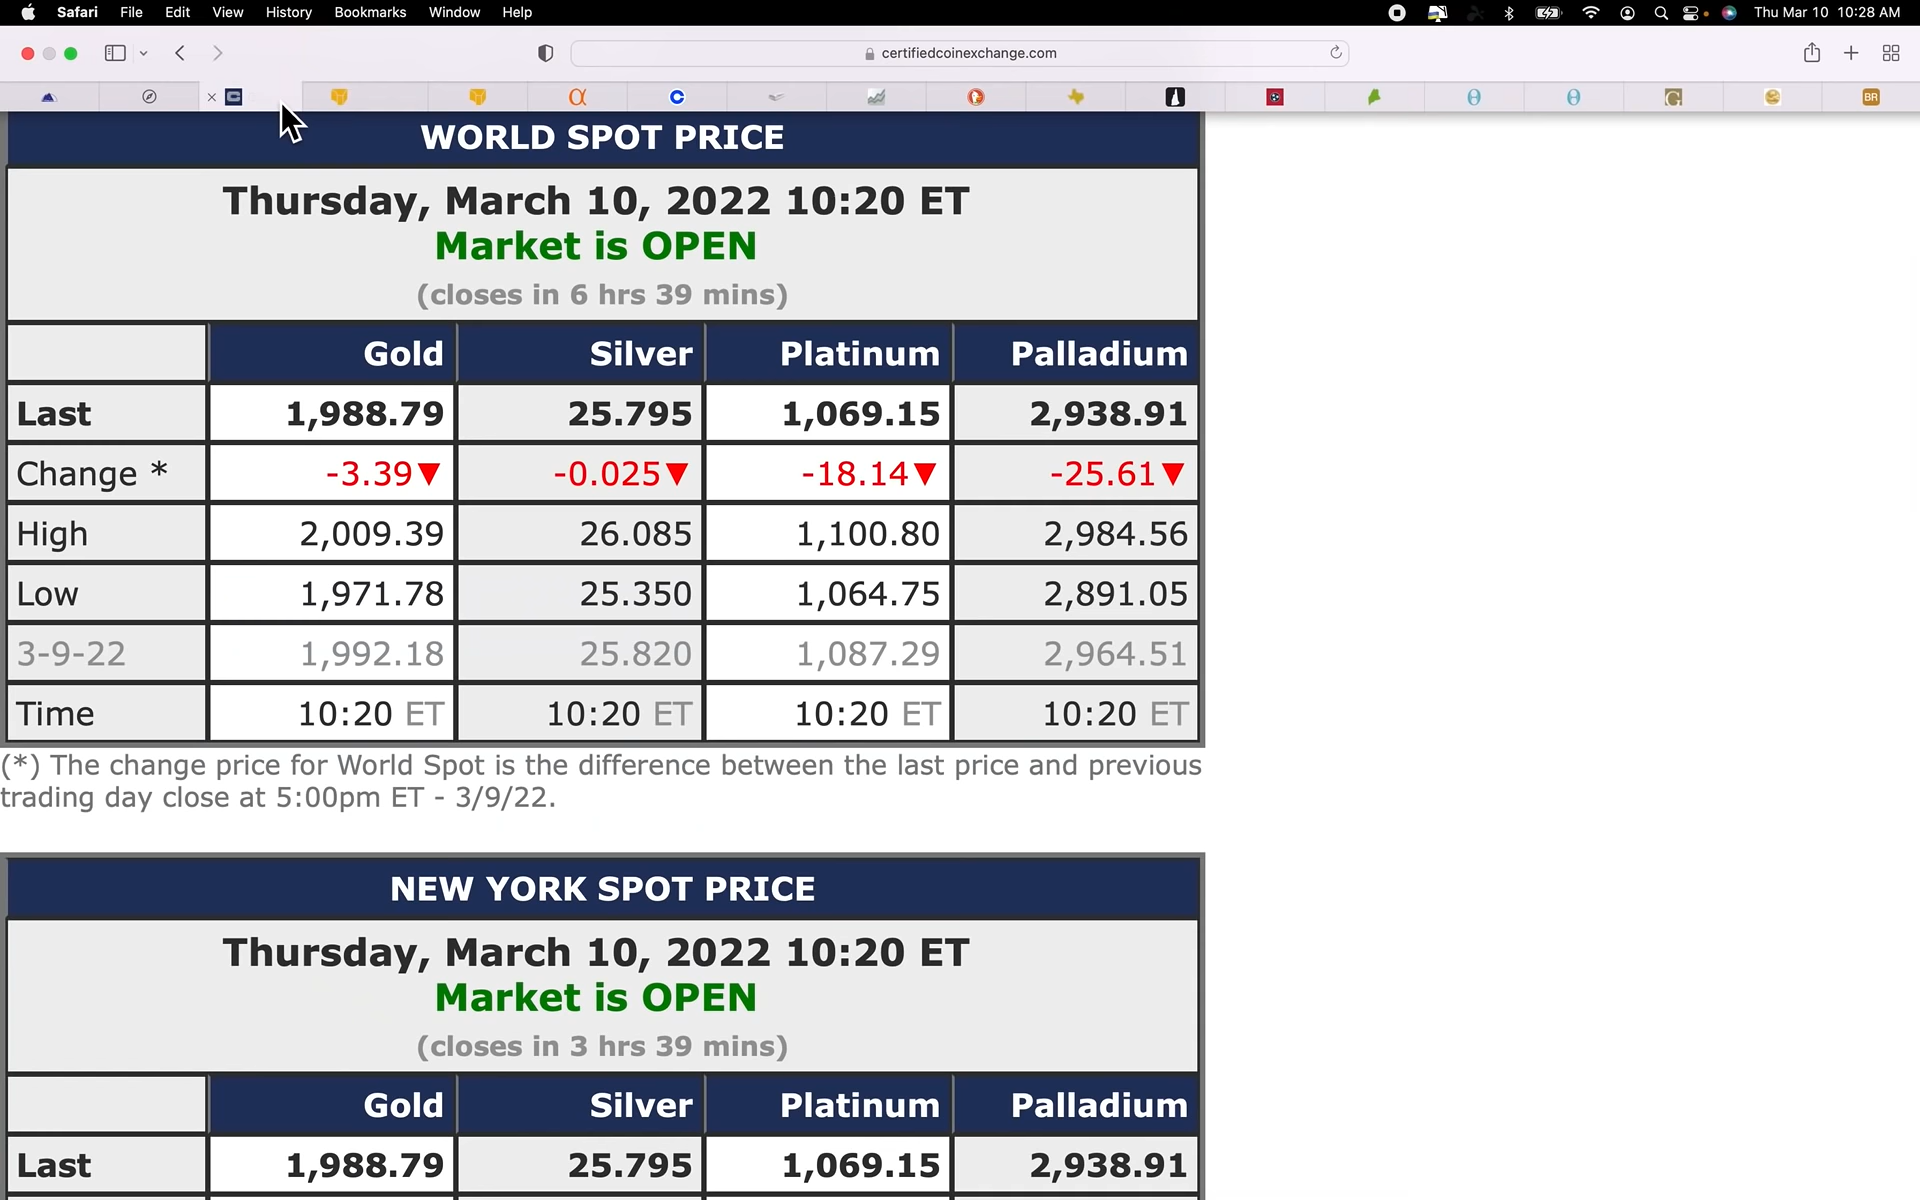 Safari File Edit View History Bookmarks Window Help Thu Mar 10 10:28 AM
certifiedcoinexchange.com
WORLD SPOT PRICE
Thursday, March 10, 2022 10:20 ET
Market is OPEN
(closes in 6 hrs 39 mins)
Gold Silver Platinum Palladium
Last 1,988.79 25.795 1,069.15 2,938.91
Change * -3.39▼ -0.025▼ -18.14▼ -25.61▼
High 2,009.39 26.085 1,100.80 2,984.56
Low 1,971.78 25.350 1,064.75 2,891.05
3-9-22 1,992.18 25.820 1,087.29 2,964.51
Time 10:20 ET 10:20 ET 10:20 ET 10:20 ET
(*) The change price for World Spot is the difference between the last price and previous
trading day close at 5:00pm ET - 3/9/22.
NEW YORK SPOT PRICE
Thursday, March 10, 2022 10:20 ET
Market is OPEN
(closes in 3 hrs 39 mins)
Gold Silver Platinum Palladium
Last 1,988.79 25.795 1,069.15 2,938.91